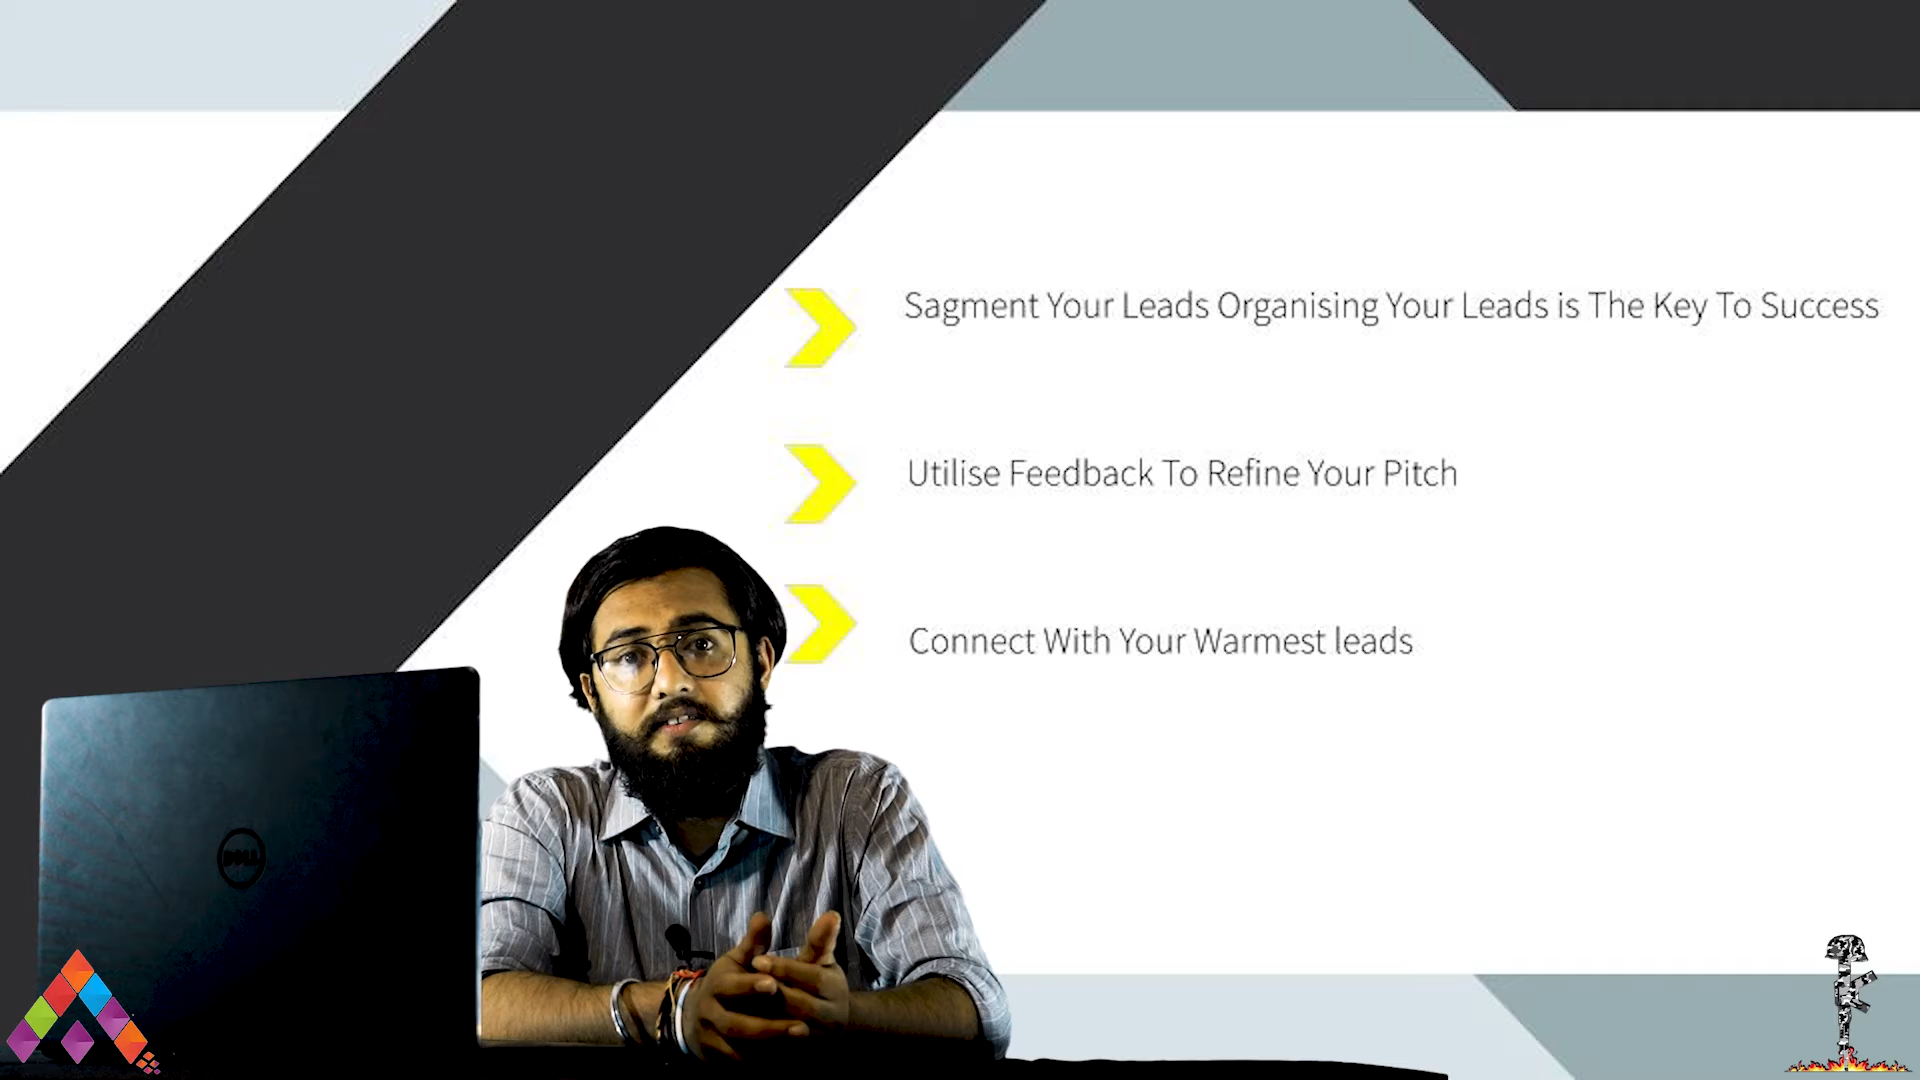 Sagment Your Leads Organising Your Leads is The Key To Success
Utilise Feedback To Refine Your Pitch
Connect With Your Warmest leads
DELL